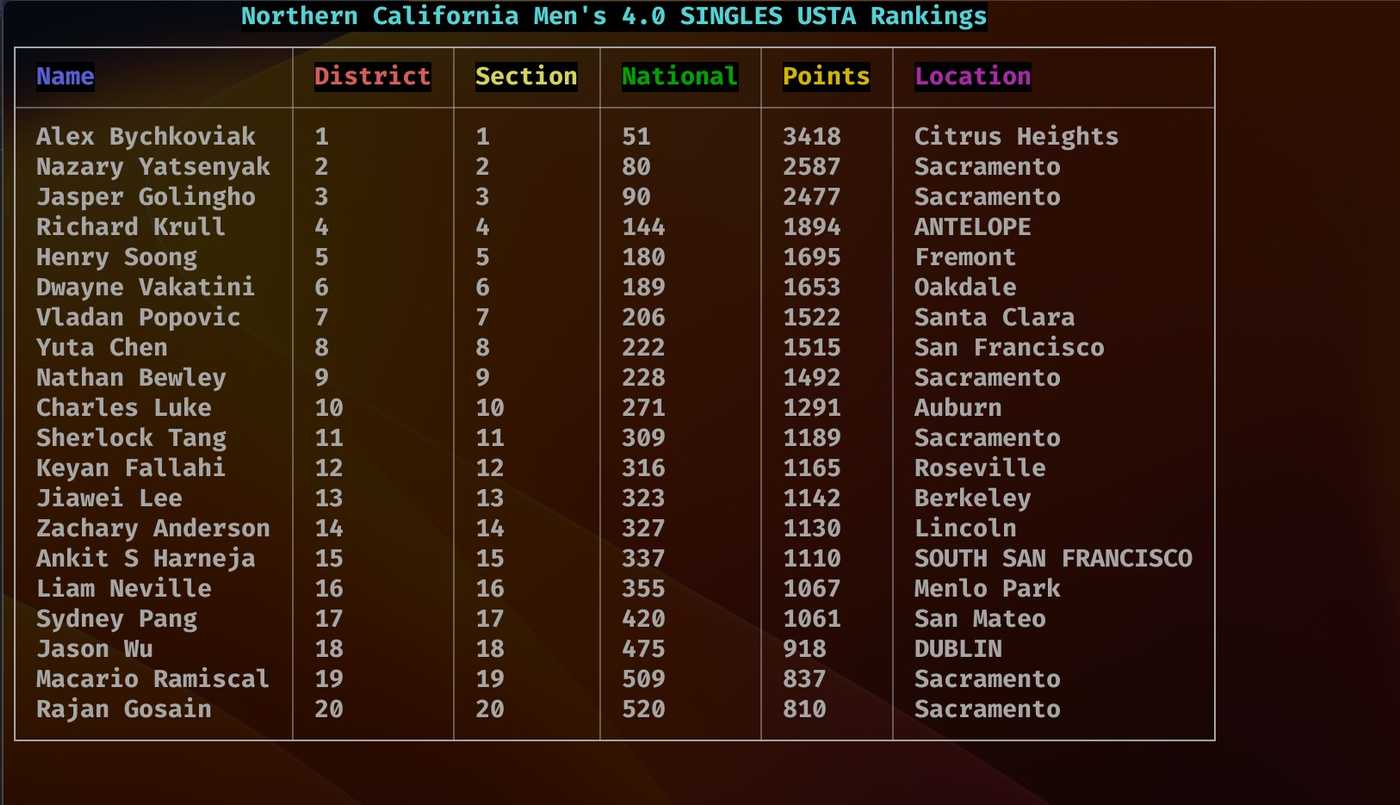 Northern California Men's 4.0 SINGLES USTA Rankings
Name District Section National Points Location
Alex Bychkoviak 1 1 51 3418 Citrus Heights
Nazary Yatsenyak 2 2 80 2587 Sacramento
Jasper Golingho 3 3 90 2477 Sacramento
Richard Krull 4 4 144 1894 ANTELOPE
Henry Soong 5 5 180 1695 Fremont
Dwayne Vakatini 6 6 189 1653 Oakdale
Vladan Popovic 7 7 206 1522 Santa Clara
Yuta Chen 8 8 222 1515 San Francisco
Nathan Bewley 9 9 228 1492 Sacramento
Charles Luke 10 10 271 1291 Auburn
Sherlock Tang 11 11 309 1189 Sacramento
Keyan Fallahi 12 12 316 1165 Roseville
Jiawei Lee 13 13 323 1142 Berkeley
Zachary Anderson 14 14 327 1130 Lincoln
Ankit S Harneja 15 15 337 1110 SOUTH SAN FRANCISCO
Liam Neville 16 16 355 1067 Menlo Park
Sydney Pang 17 17 420 1061 San Mateo
Jason Wu 18 18 475 918 DUBLIN
Macario Ramiscal 19 19 509 837 Sacramento
Rajan Gosain 20 20 520 810 Sacramento